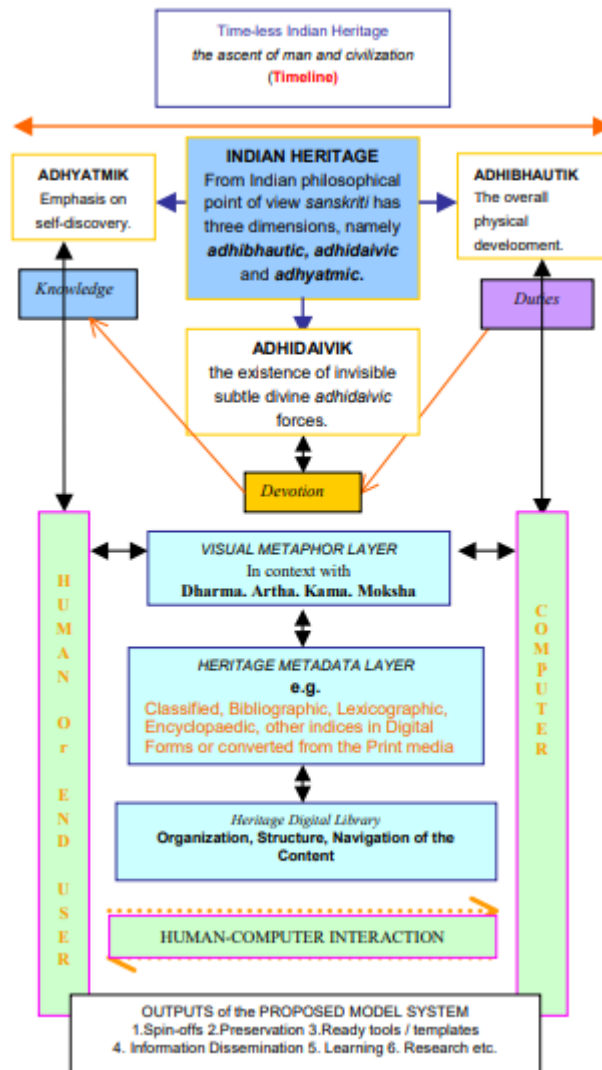 Time-less Indian Heritage
the ascent of man and civilization
(Timeline)
ADHYATMIK
Emphasis on
self-discovery.
INDIAN HERITAGE
From Indian philosophical
point of view sanskriti has
three dimensions, namely
adhibhautic, adhidaivic
and adhyatmic.
ADHIBHAUTIK
The overall
physical
development.
Knowledge
Duties
ADHIDAIVIK
the existence of invisible
subtle divine adhidaivic
forces.
Devotion
HUMAN Or END USER
VISUAL METAPHOR LAYER
In context with
Dharma. Artha. Kama. Moksha
COMPUTER
HERITAGE METADATA LAYER
e.g.
Classified, Bibliographic, Lexicographic,
Encyclopaedic, other indices in Digital
Forms or converted from the Print media
Heritage Digital Library
Organization, Structure, Navigation of the
Content
HUMAN-COMPUTER INTERACTION
OUTPUTS of the PROPOSED MODEL SYSTEM
1.Spin-offs 2.Preservation 3.Ready tools / templates
4. Information Dissemination 5. Learning 6. Research etc.